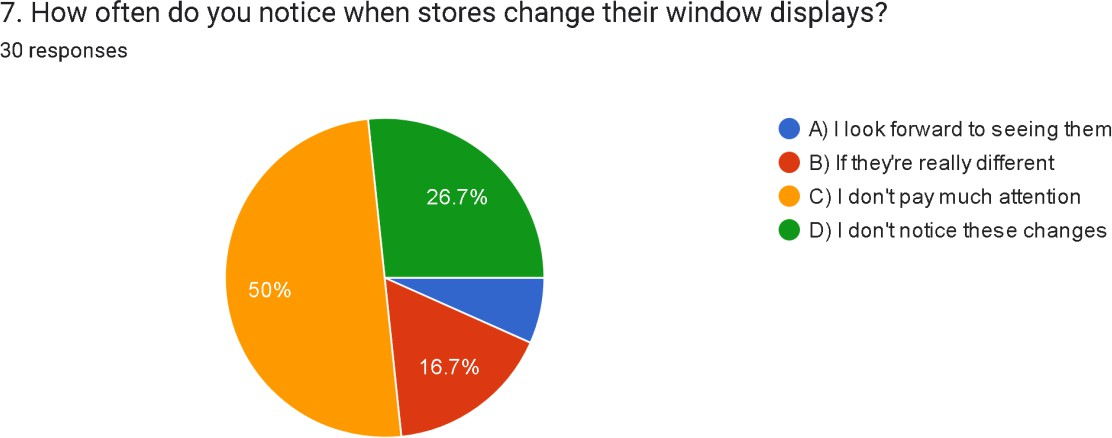 7. How often do you notice when stores change their window displays?
30 responses
A) I look forward to seeing them
B) If they're really different
C) I don't pay much attention
D) I don't notice these changes
26.7%
50%
16.7%